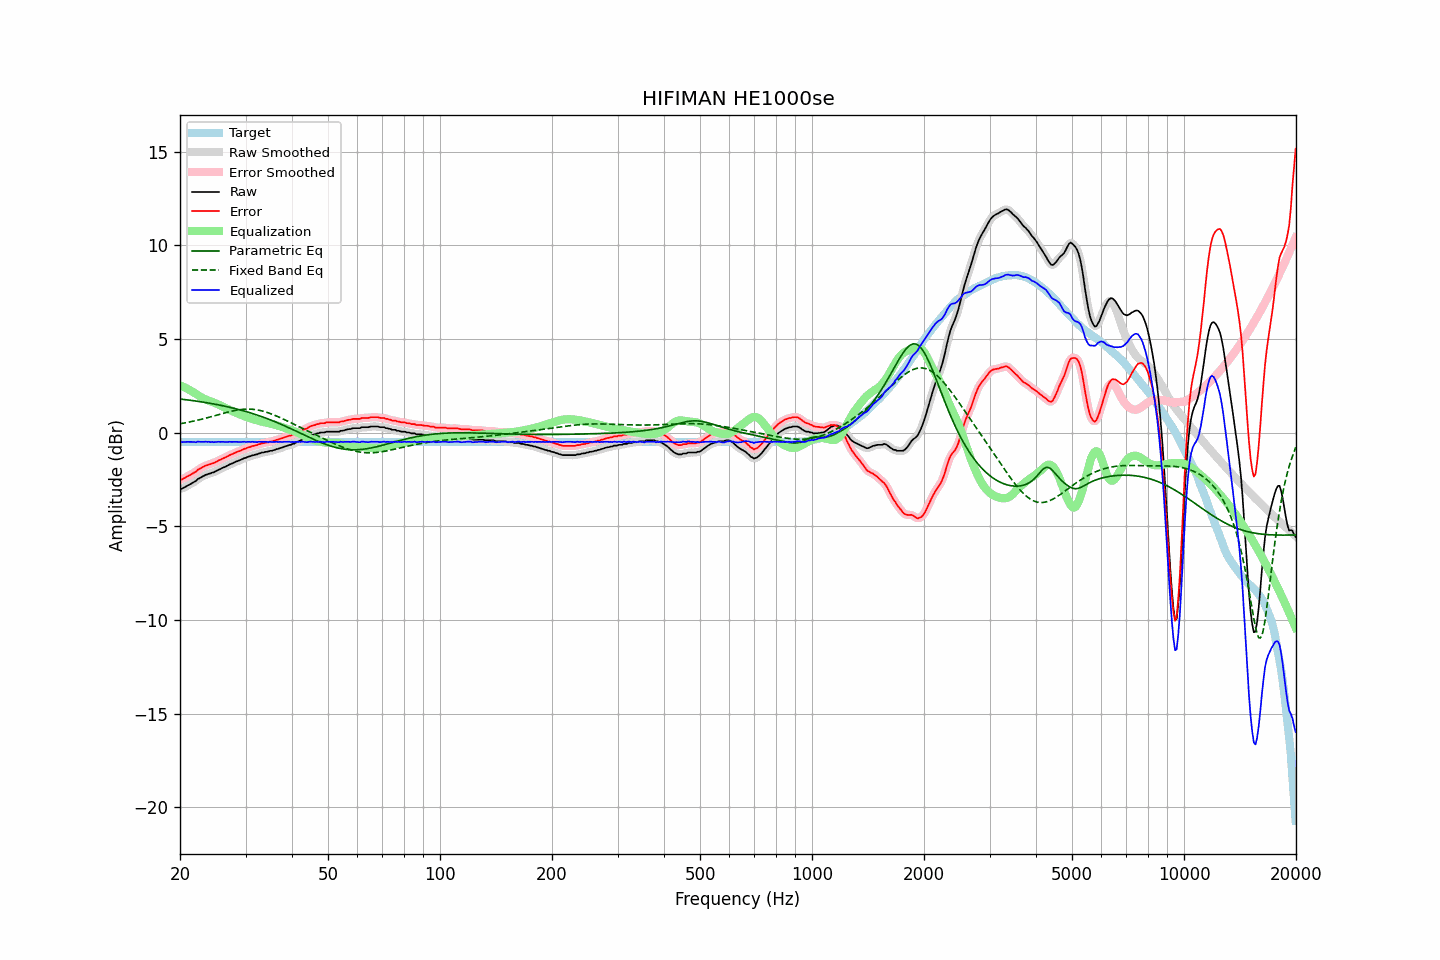 HIFIMAN HE1000se
Target
Raw Smoothed
Error Smoothed
Raw
Error
Equalization
Parametric Eq
Fixed Band Eq
Equalized
15
10
5
0
−5
−10
−15
−20
Amplitude (dBr)
20 50 100 200 500 1000 2000 5000 10000 20000
Frequency (Hz)